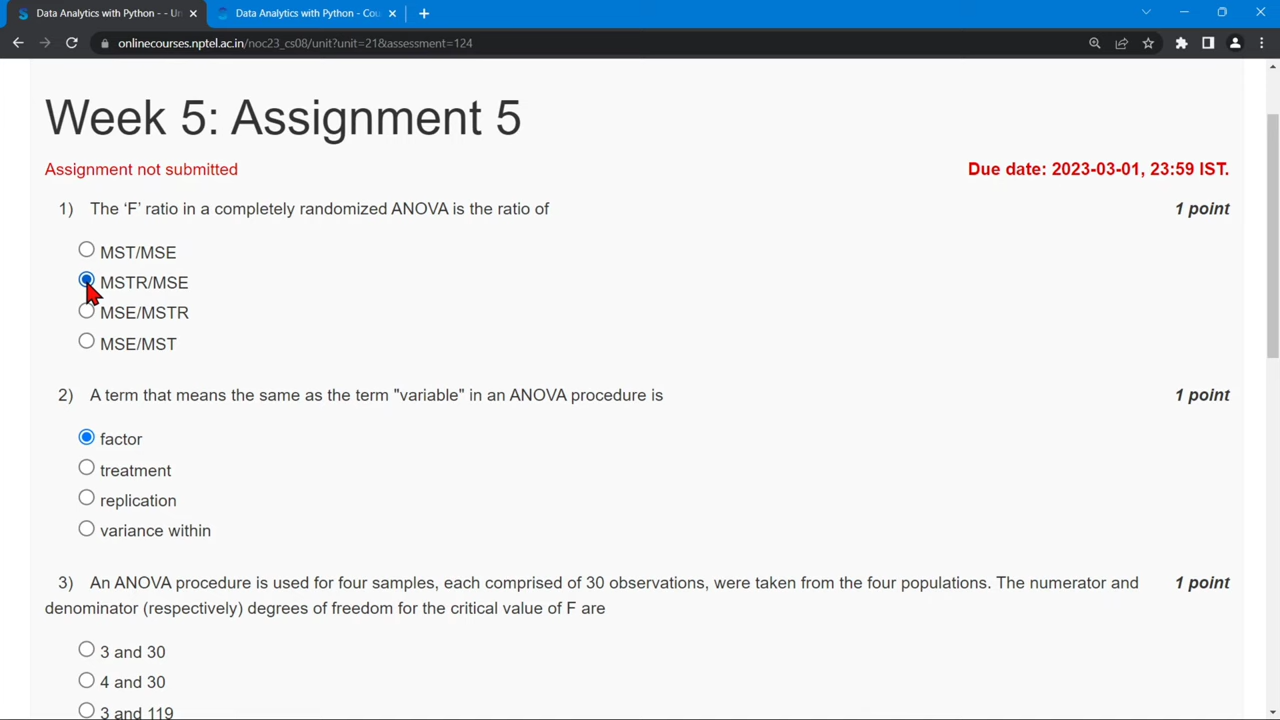 Data Analytics with Python - - Un
Data Analytics with Python - Cou
onlinecourses.nptel.ac.in/noc23_cs08/unit?unit=21&assessment=124
Week 5: Assignment 5
Assignment not submitted
Due date: 2023-03-01, 23:59 IST.
1) The ‘F’ ratio in a completely randomized ANOVA is the ratio of
1 point
MST/MSE
MSTR/MSE
MSE/MSTR
MSE/MST
2) A term that means the same as the term "variable" in an ANOVA procedure is
1 point
factor
treatment
replication
variance within
3) An ANOVA procedure is used for four samples, each comprised of 30 observations, were taken from the four populations. The numerator and
1 point
denominator (respectively) degrees of freedom for the critical value of F are
3 and 30
4 and 30
3 and 119